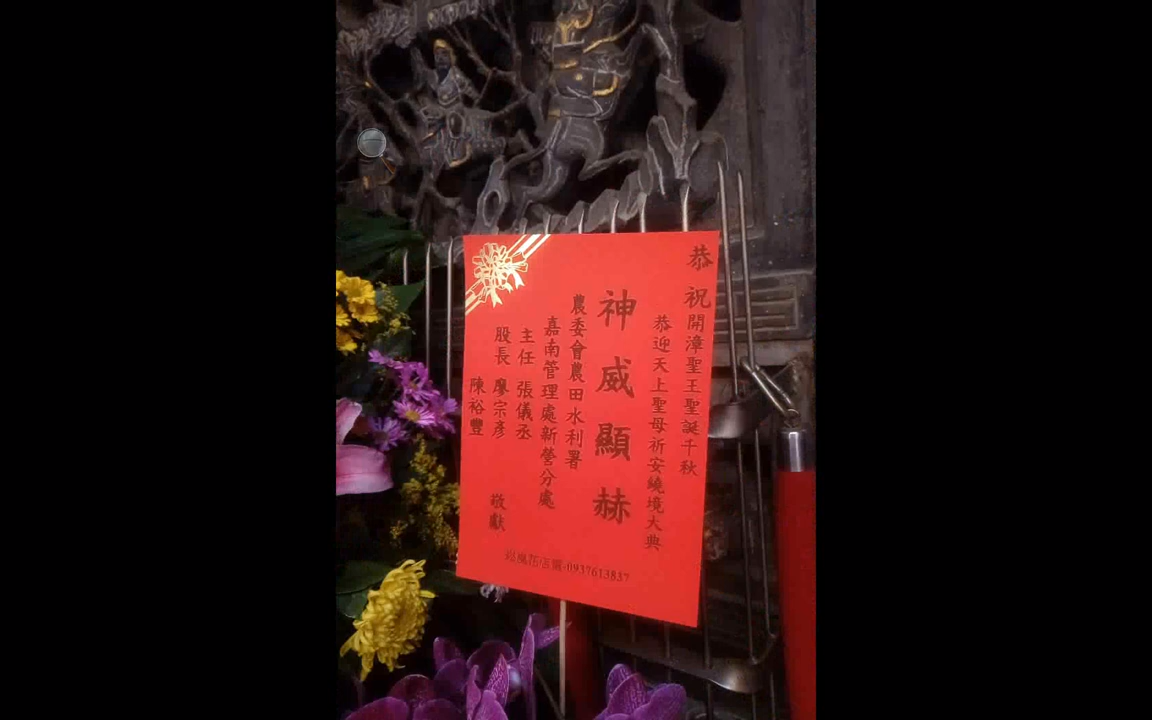 恭祝開漳聖王聖誕千秋
恭迎天上聖母祈安繞境大典
神威顯赫
農委會農田水利署
嘉南管理處新營分處
主任 張儀丞
股長 廖宗彥
陳裕豐
敬獻
0937613837